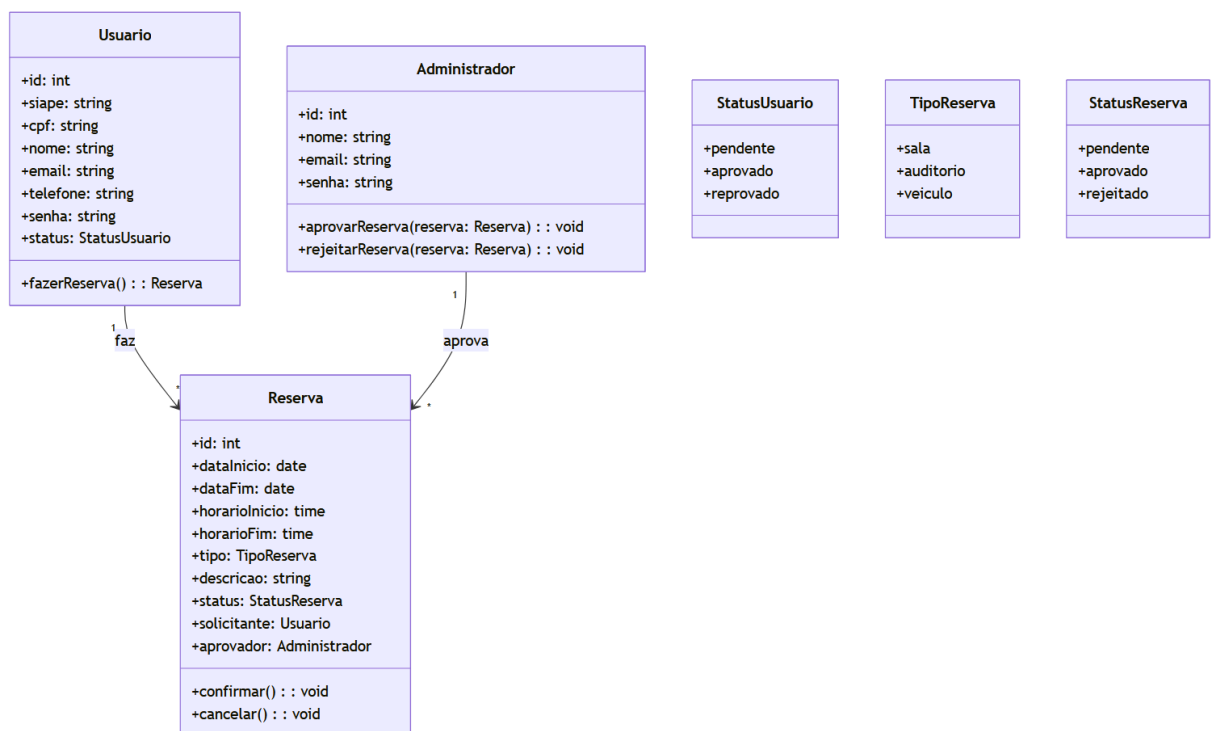 Usuario
+id: int
+siape: string
+cpf: string
+nome: string
+email: string
+telefone: string
+senha: string
+status: StatusUsuario
+fazerReserva() : : Reserva
Administrador
+id: int
+nome: string
+email: string
+senha: string
+aprovarReserva(reserva: Reserva) : : void
+rejeitarReserva(reserva: Reserva) : : void
StatusUsuario
+pendente
+aprovado
+reprovado
TipoReserva
+sala
+auditorio
+veiculo
StatusReserva
+pendente
+aprovado
+rejeitado
1
faz
*
1
aprova
*
Reserva
+id: int
+dataInicio: date
+dataFim: date
+horarioInicio: time
+horarioFim: time
+tipo: TipoReserva
+descricao: string
+status: StatusReserva
+solicitante: Usuario
+aprovador: Administrador
+confirmar() : : void
+cancelar() : : void